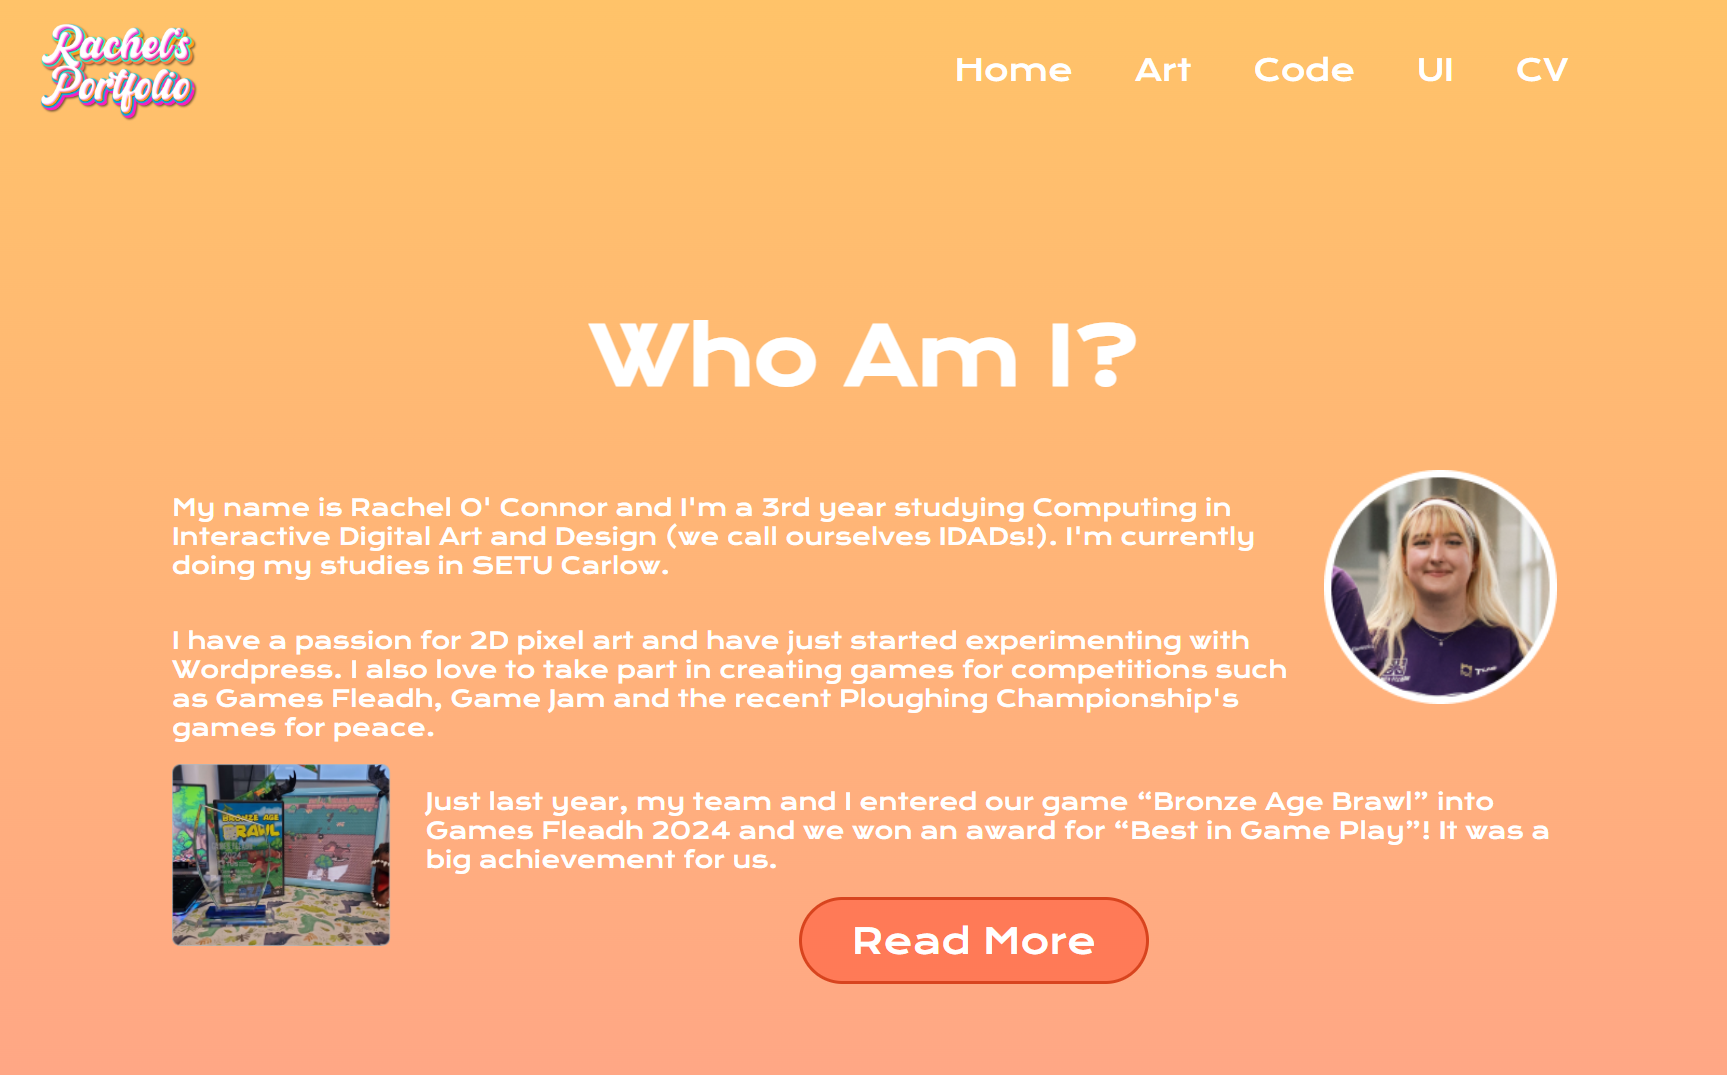 Rachel's
Portfolio
Home Art Code UI CV
Who Am I?
My name is Rachel O' Connor and I'm a 3rd year studying Computing in
Interactive Digital Art and Design (we call ourselves IDADs!). I'm currently
doing my studies in SETU Carlow.
I have a passion for 2D pixel art and have just started experimenting with
Wordpress. I also love to take part in creating games for competitions such
as Games Fleadh, Game Jam and the recent Ploughing Championship's
games for peace.
BRONZE AGE
BRAWL
Just last year, my team and I entered our game “Bronze Age Brawl” into
Games Fleadh 2024 and we won an award for “Best in Game Play”! It was a
big achievement for us.
Read More